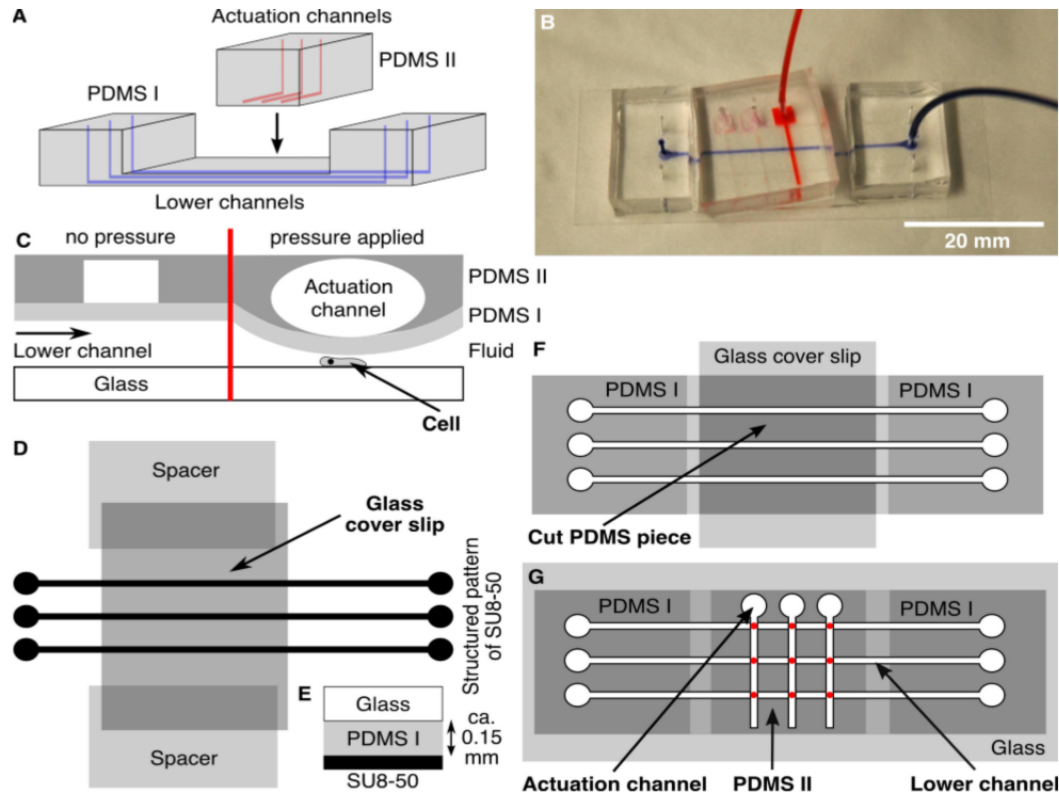 A
Actuation channels
PDMS II
PDMS I
Lower channels
B
20 mm
C
no pressure
pressure applied
Actuation
channel
PDMS II
PDMS I
Fluid
Lower channel
Glass
Cell
D
Spacer
Glass
cover slip
Structured pattern
of SU8-50
Spacer
E
Glass
PDMS I
SU8-50
ca.
0.15
mm
F
Glass cover slip
PDMS I
PDMS I
Cut PDMS piece
G
PDMS I
PDMS I
Glass
Actuation channel
PDMS II
Lower channel